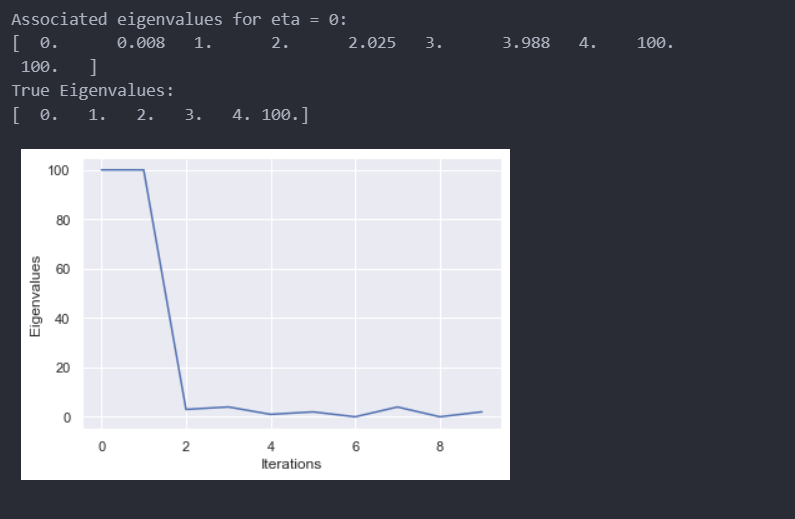 Associated eigenvalues for eta = 0:
[  0.      0.008   1.      2.      2.025   3.      3.988   4.    100.
 100.   ]
True Eigenvalues:
[  0.   1.   2.   3.   4. 100.]
100
80
60
40
20
0
Eigenvalues
0 2 4 6 8
Iterations